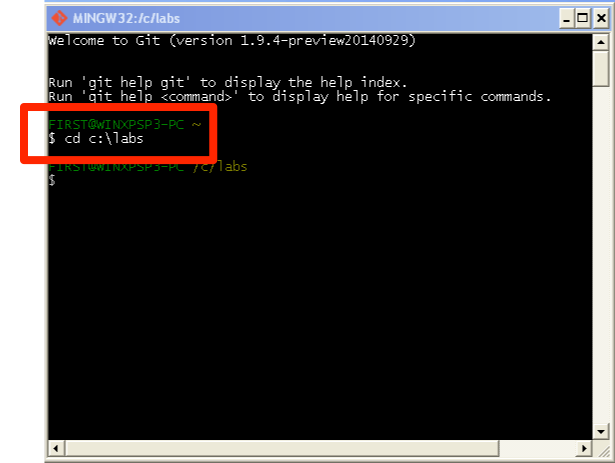 MINGW32:/c/labs
Welcome to Git (version 1.9.4-preview20140929)
Run 'git help git' to display the help index.
Run 'git help <command>' to display help for specific commands.
FIRST@WINXPSP3-PC ~
$ cd c:\labs
FIRST@WINXPSP3-PC /c/labs
$